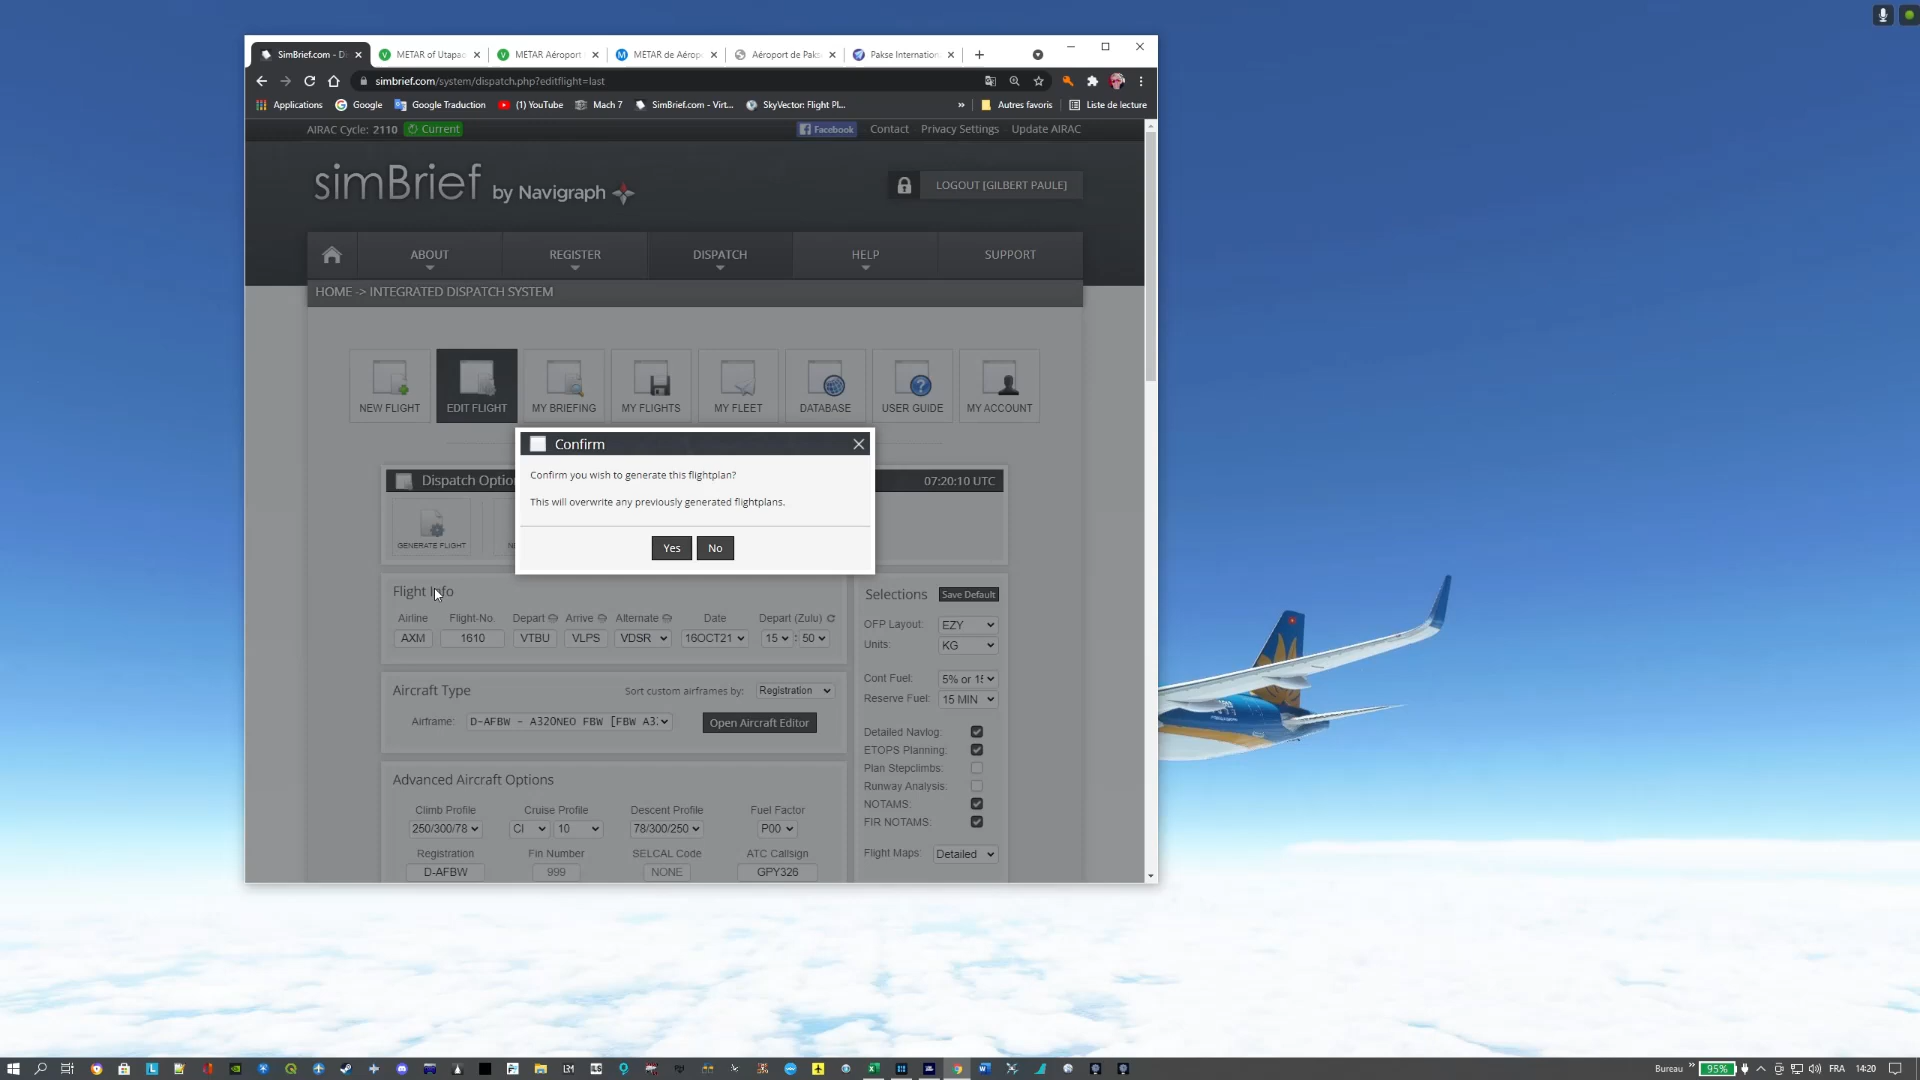 SimBrief.com - D
METAR of Utapao
METAR Aéroport
METAR de Aérop
Aéroport de Paks
Pakse Internation
simbrief.com/system/dispatch.php?editflight=last
Applications
Google
Google Traduction
(1) YouTube
Mach 7
SimBrief.com - Virt...
SkyVector: Flight Pl...
»
Autres favoris
Liste de lecture
AIRAC Cycle: 2110 Current
Facebook
Contact
Privacy Settings
Update AIRAC
simBrief by Navigraph
LOGOUT [GILBERT PAULE]
ABOUT
REGISTER
DISPATCH
HELP
SUPPORT
HOME -> INTEGRATED DISPATCH SYSTEM
NEW FLIGHT
EDIT FLIGHT
MY BRIEFING
MY FLIGHTS
MY FLEET
DATABASE
USER GUIDE
MY ACCOUNT
Confirm
Confirm you wish to generate this flightplan?
This will overwrite any previously generated flightplans.
Yes
No
Dispatch Optio
07:20:10 UTC
GENERATE FLIGHT
Flight Info
Airline Flight-No. Depart Arrive Alternate Date Depart (Zulu)
AXM 1610 VTBU VLPS VDSR 16OCT21 15 : 50
Aircraft Type
Sort custom airframes by: Registration
Airframe: D-AFBW - A320NEO FBW [FBW A3
Open Aircraft Editor
Advanced Aircraft Options
Climb Profile Cruise Profile Descent Profile Fuel Factor
250/300/78 CI 10 78/300/250 P00
Registration Fin Number SELCAL Code ATC Callsign
D-AFBW 999 NONE GPY326
Selections Save Default
OFP Layout: EZY
Units: KG
Cont Fuel: 5% or 15
Reserve Fuel: 15 MIN
Detailed Navlog:
ETOPS Planning:
Plan Stepclimbs:
Runway Analysis:
NOTAMS:
FIR NOTAMS:
Flight Maps: Detailed
Bureau » 95% FRA 14:20